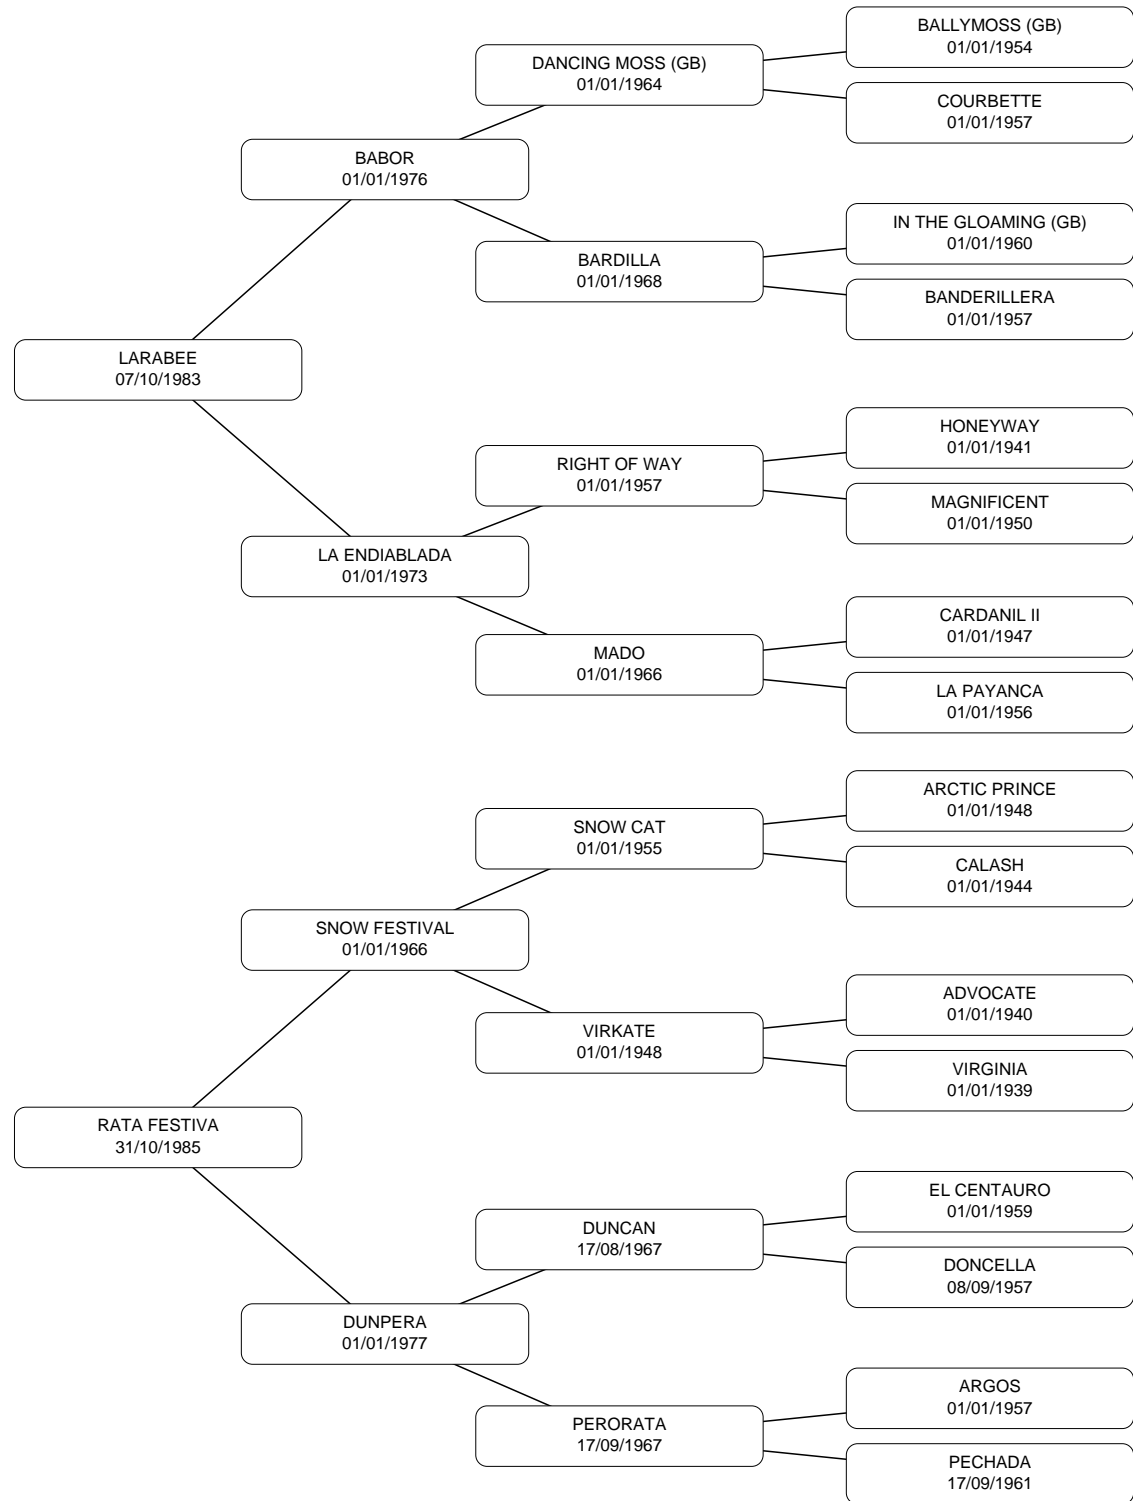 BALLYMOSS (GB)
01/01/1954
DANCING MOSS (GB)
01/01/1964
COURBETTE
01/01/1957
BABOR
01/01/1976
IN THE GLOAMING (GB)
01/01/1960
BARDILLA
01/01/1968
BANDERILLERA
01/01/1957
LARABEE
07/10/1983
HONEYWAY
01/01/1941
RIGHT OF WAY
01/01/1957
MAGNIFICENT
01/01/1950
LA ENDIABLADA
01/01/1973
CARDANIL II
01/01/1947
MADO
01/01/1966
LA PAYANCA
01/01/1956
ARCTIC PRINCE
01/01/1948
SNOW CAT
01/01/1955
CALASH
01/01/1944
SNOW FESTIVAL
01/01/1966
ADVOCATE
01/01/1940
VIRKATE
01/01/1948
VIRGINIA
01/01/1939
RATA FESTIVA
31/10/1985
EL CENTAURO
01/01/1959
DUNCAN
17/08/1967
DONCELLA
08/09/1957
DUNPERA
01/01/1977
ARGOS
01/01/1957
PERORATA
17/09/1967
PECHADA
17/09/1961